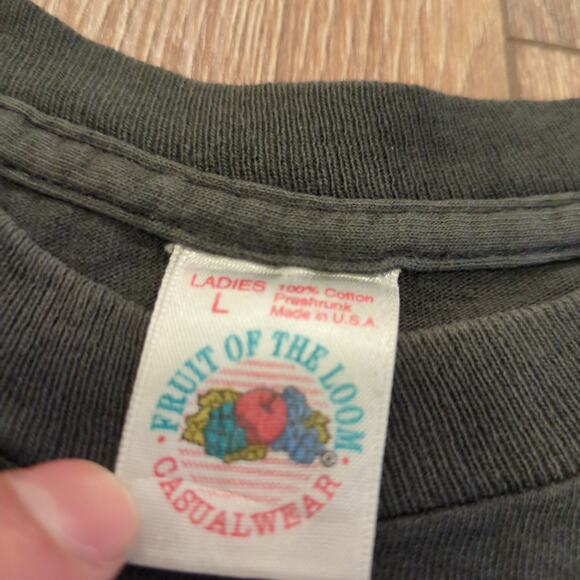 LADIES
L
100% Cotton
Preshrunk
Made in U.S.A.
FRUIT OF THE LOOM
CASUALWEAR